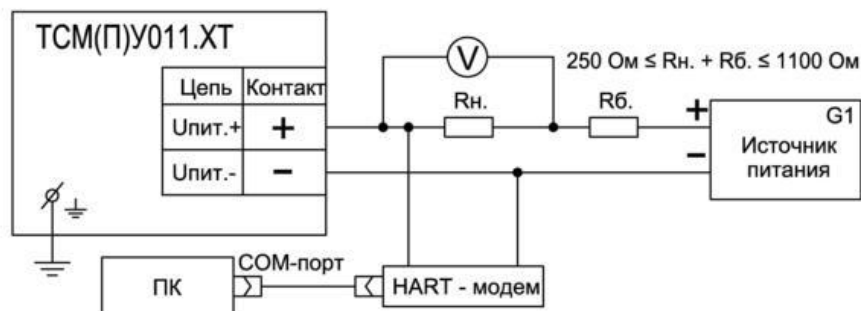 ТСМ(П)У011.ХТ
V
250 Ом ≤ Rн. + Rб. ≤ 1100 Ом
Цепь Контакт
Rн. Rб.
+ G1
Uпит.+ +
Источник питания
−
Uпит.- −
COM-порт
ПК
HART - модем